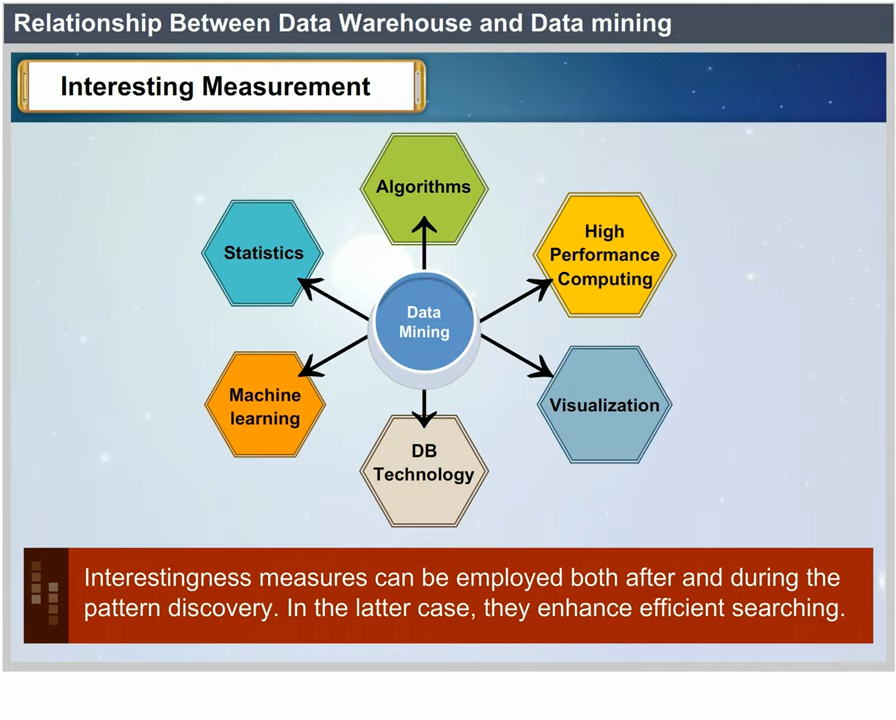 Relationship Between Data Warehouse and Data mining
Interesting Measurement
Algorithms
Statistics
High
Performance
Computing
Data
Mining
Machine
learning
Visualization
DB
Technology
Interestingness measures can be employed both after and during the
pattern discovery. In the latter case, they enhance efficient searching.